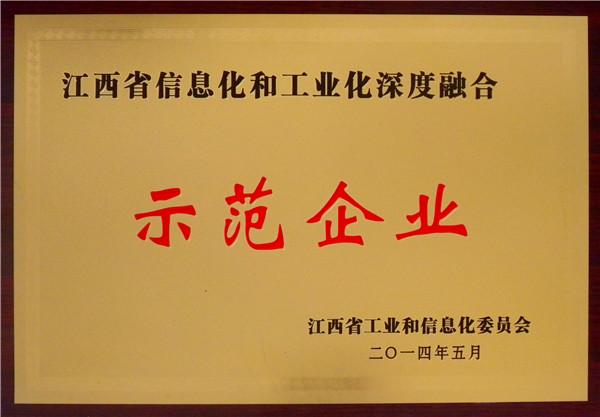 江西省信息化和工业化深度融合
示范企业
江西省工业和信息化委员会
二〇一四年五月